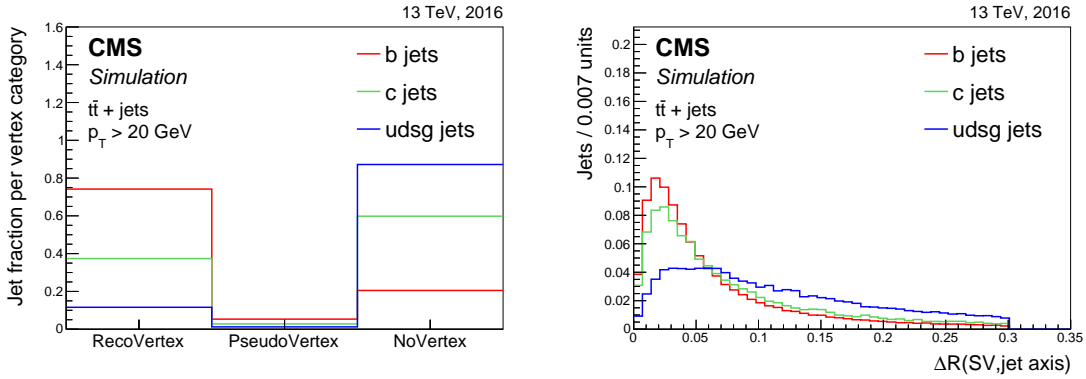 13 TeV, 2016
Jet fraction per vertex category
1.6
1.4
1.2
1
0.8
0.6
0.4
0.2
0
CMS
Simulation
tt̄ + jets
p_T > 20 GeV
b jets
c jets
udsg jets
RecoVertex PseudoVertex NoVertex
13 TeV, 2016
Jets / 0.007 units
0.2
0.18
0.16
0.14
0.12
0.1
0.08
0.06
0.04
0.02
0
CMS
Simulation
tt̄ + jets
p_T > 20 GeV
b jets
c jets
udsg jets
0 0.05 0.1 0.15 0.2 0.25 0.3 0.35
ΔR(SV,jet axis)